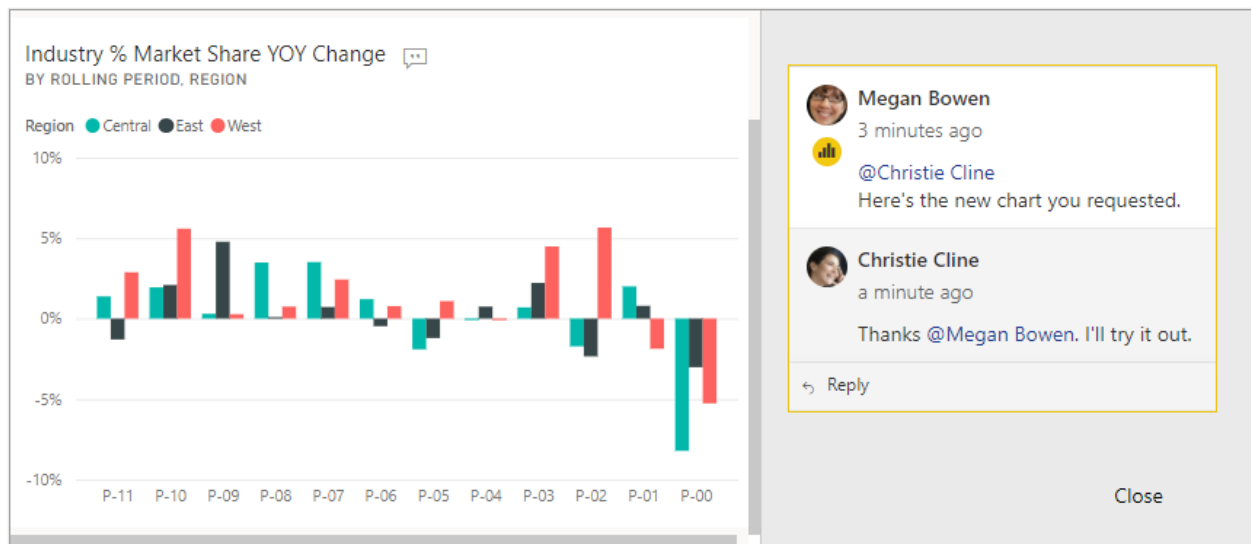 Industry % Market Share YOY Change
BY ROLLING PERIOD, REGION
Region Central East West
10%
5%
0%
-5%
-10%
P-11 P-10 P-09 P-08 P-07 P-06 P-05 P-04 P-03 P-02 P-01 P-00
Megan Bowen
3 minutes ago
@Christie Cline
Here's the new chart you requested.
Christie Cline
a minute ago
Thanks @Megan Bowen. I'll try it out.
Reply
Close